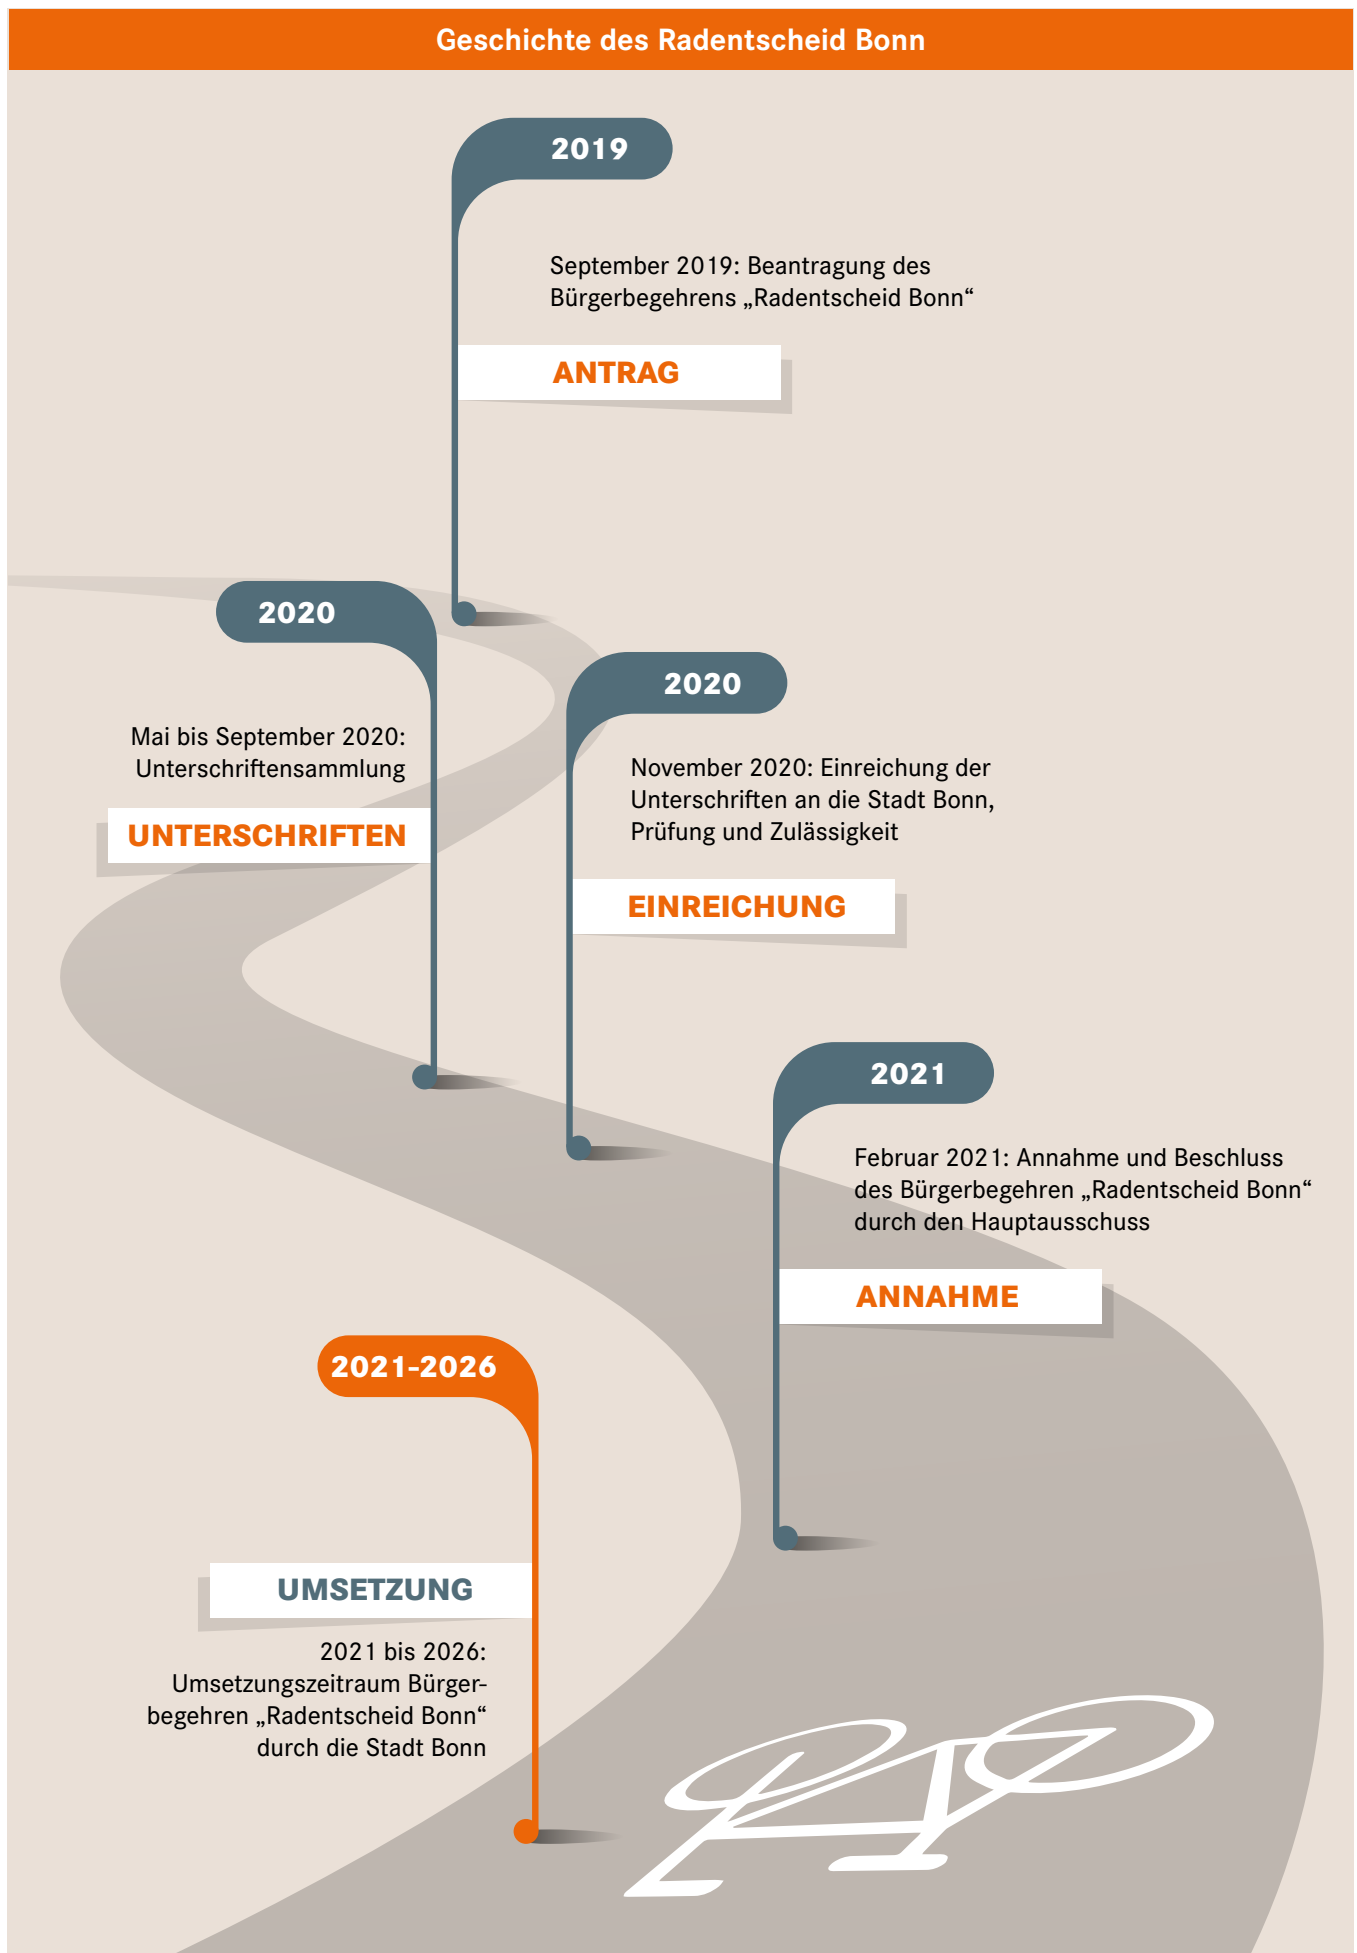 Geschichte des Radentscheid Bonn
2019
September 2019: Beantragung des
Bürgerbegehrens „Radentscheid Bonn“
ANTRAG
2020
Mai bis September 2020:
Unterschriftensammlung
UNTERSCHRIFTEN
2020
November 2020: Einreichung der
Unterschriften an die Stadt Bonn,
Prüfung und Zulässigkeit
EINREICHUNG
2021
Februar 2021: Annahme und Beschluss
des Bürgerbegehren „Radentscheid Bonn“
durch den Hauptausschuss
ANNAHME
2021-2026
UMSETZUNG
2021 bis 2026:
Umsetzungszeitraum Bürger-
begehren „Radentscheid Bonn“
durch die Stadt Bonn